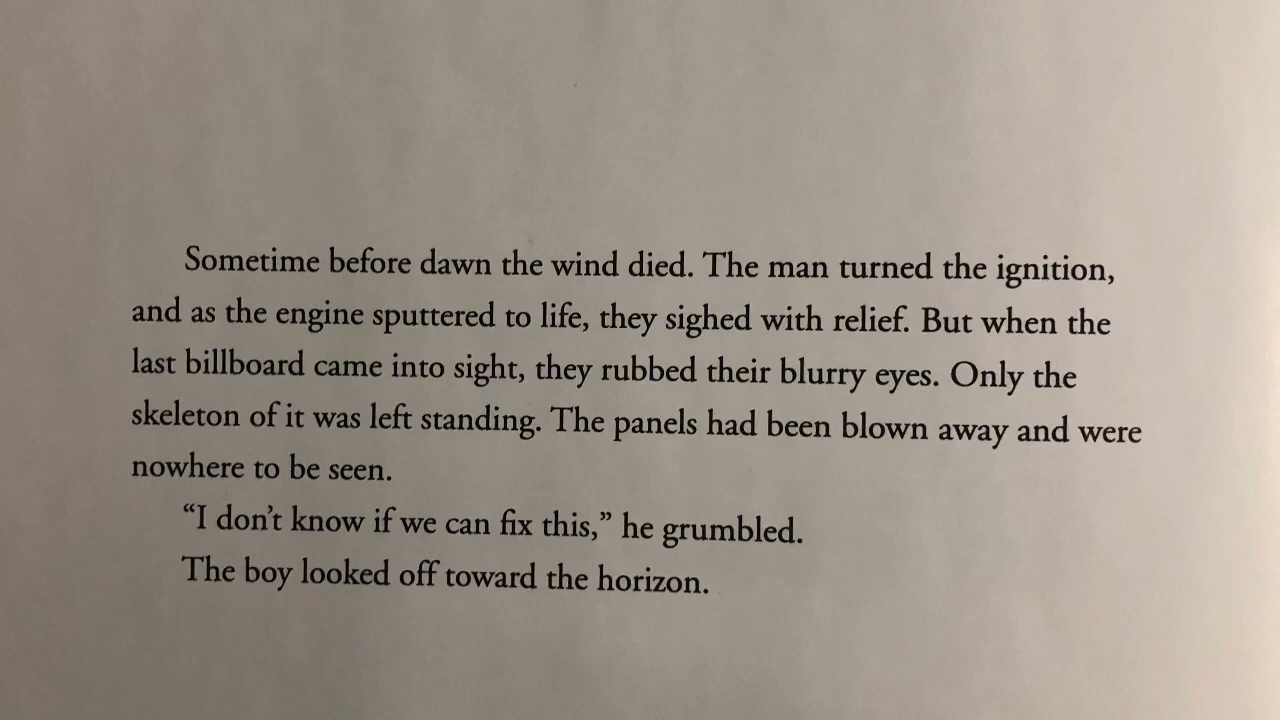 Sometime before dawn the wind died. The man turned the ignition,
and as the engine sputtered to life, they sighed with relief. But when the
last billboard came into sight, they rubbed their blurry eyes. Only the
skeleton of it was left standing. The panels had been blown away and were
nowhere to be seen.
“I don’t know if we can fix this,” he grumbled.
The boy looked off toward the horizon.